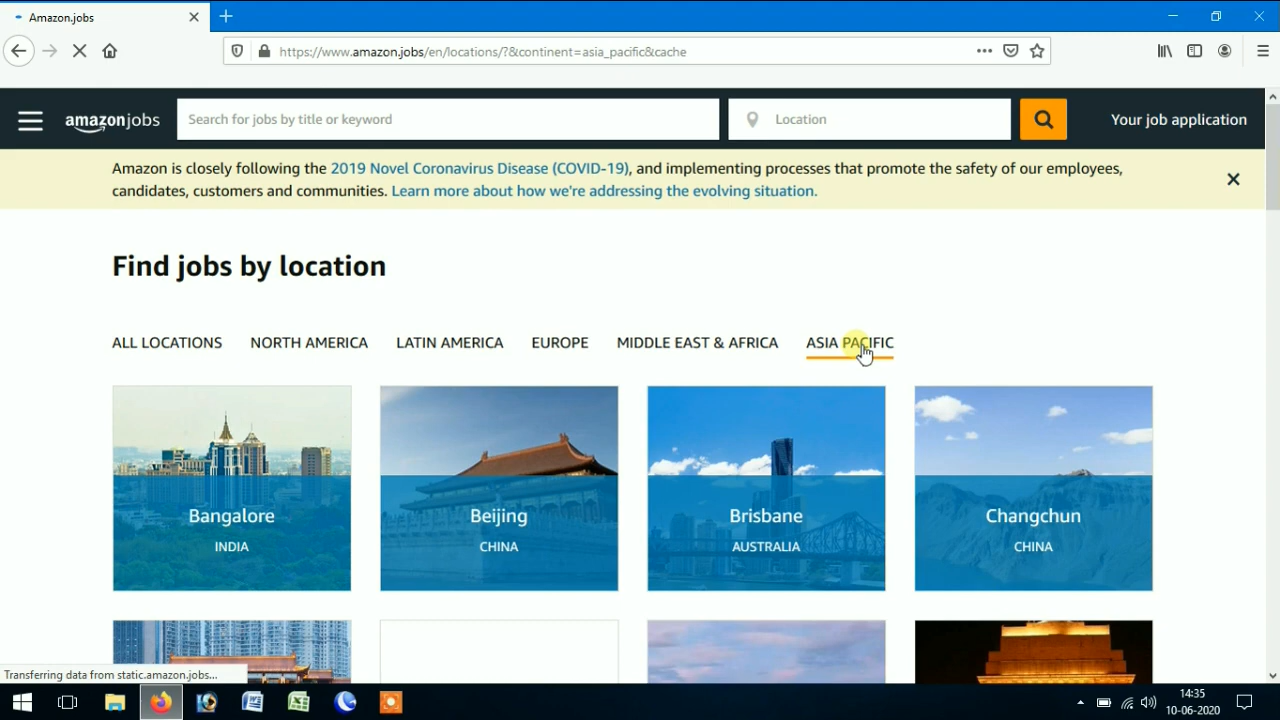 Amazon.jobs
https://www.amazon.jobs/en/locations/?&continent=asia_pacific&cache
amazonjobs
Search for jobs by title or keyword
Location
Your job application
Amazon is closely following the 2019 Novel Coronavirus Disease (COVID-19), and implementing processes that promote the safety of our employees,
candidates, customers and communities. Learn more about how we're addressing the evolving situation.
Find jobs by location
ALL LOCATIONS
NORTH AMERICA
LATIN AMERICA
EUROPE
MIDDLE EAST & AFRICA
ASIA PACIFIC
Bangalore
INDIA
Beijing
CHINA
Brisbane
AUSTRALIA
Changchun
CHINA
Transferring data from static.amazon.jobs...
14:35
10-06-2020